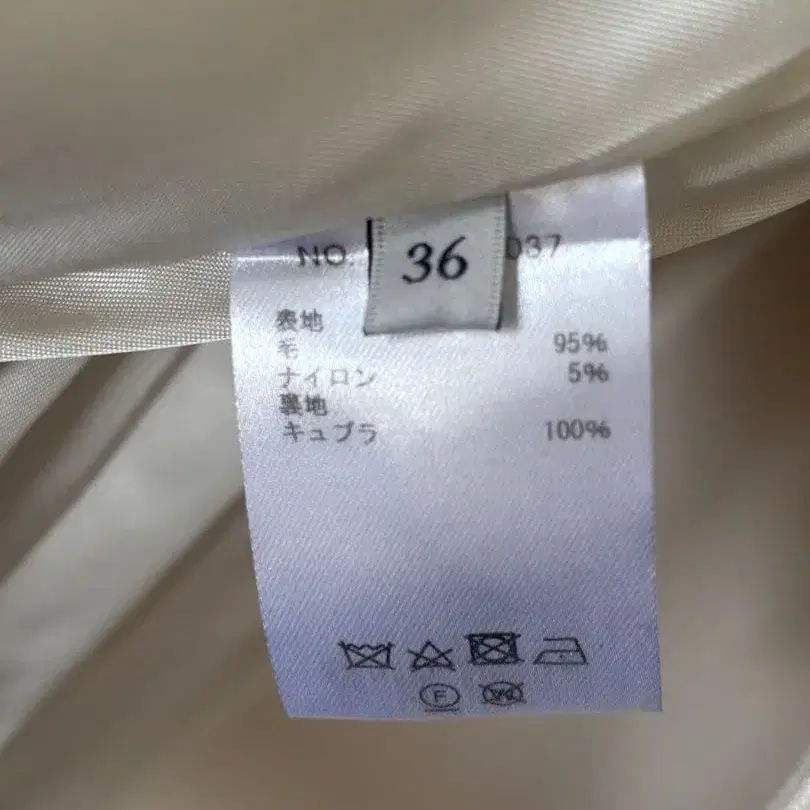 NO. 36 037
表地
毛 95%
ナイロン 5%
裏地
キュプラ 100%
F W